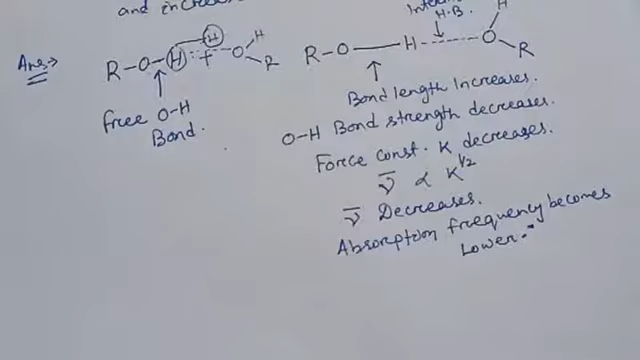 and increase
Ans →
R-O-H H O H R
Free O-H
Bond.
H.B.
R-O H O H R
Bond length Increases.
O-H Bond strength decreases.
Force const. K decreases.
ν̅ ∝ K^1/2
ν̅ Decreases.
Absorption frequency becomes
Lower.